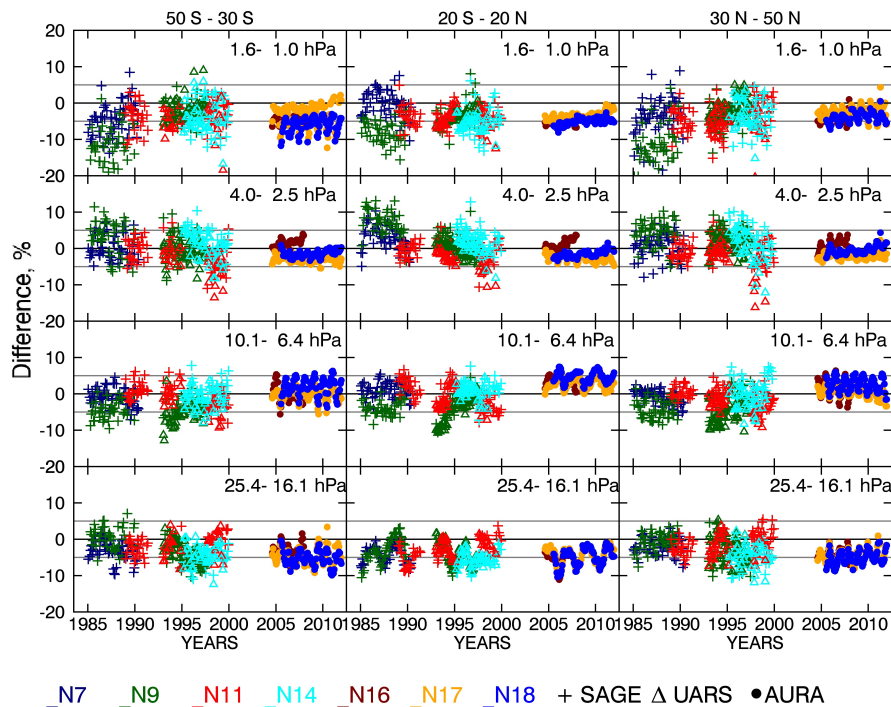 50 S - 30 S 20 S - 20 N 30 N - 50 N
20 1.6- 1.0 hPa 1.6- 1.0 hPa 1.6- 1.0 hPa
10
0
-10
-20
4.0- 2.5 hPa 4.0- 2.5 hPa 4.0- 2.5 hPa
10
0
-10
-20
10.1- 6.4 hPa 10.1- 6.4 hPa 10.1- 6.4 hPa
10
0
-10
-20
25.4- 16.1 hPa 25.4- 16.1 hPa 25.4- 16.1 hPa
10
0
-10
-20
Difference, %
1985 1990 1995 2000 2005 2010 1985 1990 1995 2000 2005 2010 1985 1990 1995 2000 2005 2010
YEARS YEARS YEARS
_N7 _N9 _N11 _N14 _N16 _N17 _N18 + SAGE Δ UARS ● AURA